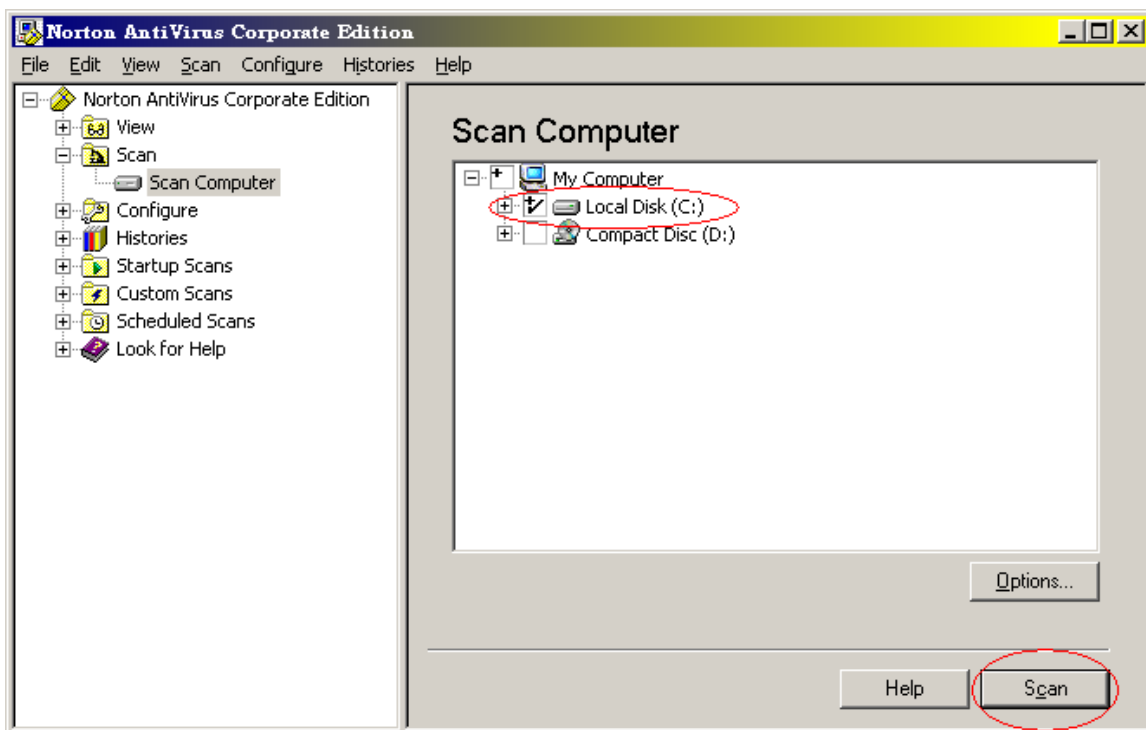 Norton AntiVirus Corporate Edition
File Edit View Scan Configure Histories Help
Norton AntiVirus Corporate Edition
View
Scan
Scan Computer
Configure
Histories
Startup Scans
Custom Scans
Scheduled Scans
Look for Help
Scan Computer
My Computer
Local Disk (C:)
Compact Disc (D:)
Options...
Help Scan